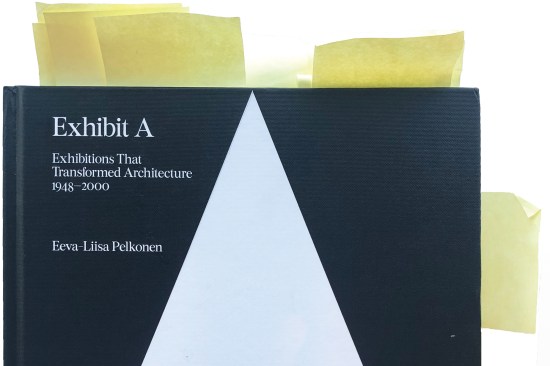 Exhibit A
Exhibitions That
Transformed Architecture
1948–2000
Eeva-Liisa Pelkonen